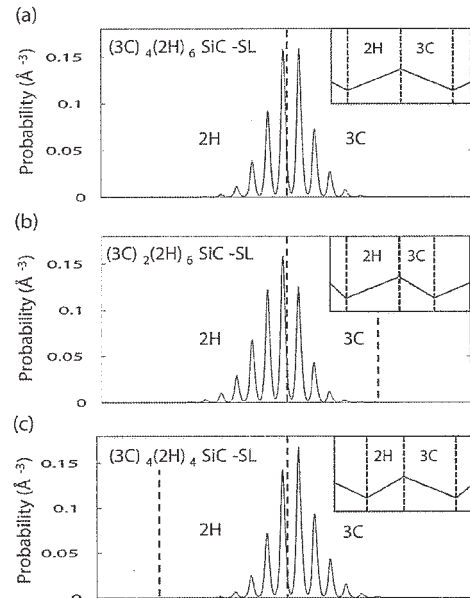 (a)
(3C) 4(2H) 6 SiC -SL
2H 3C
0.15
0.1
0.05
0
Probability (Å -3)
2H
3C
(b)
(3C) 2(2H) 6 SiC -SL
2H 3C
0.15
0.1
0.05
0
Probability (Å -3)
2H
3C
(c)
(3C) 4(2H) 4 SiC -SL
2H 3C
0.15
0.1
0.05
0
Probability (Å -3)
2H
3C